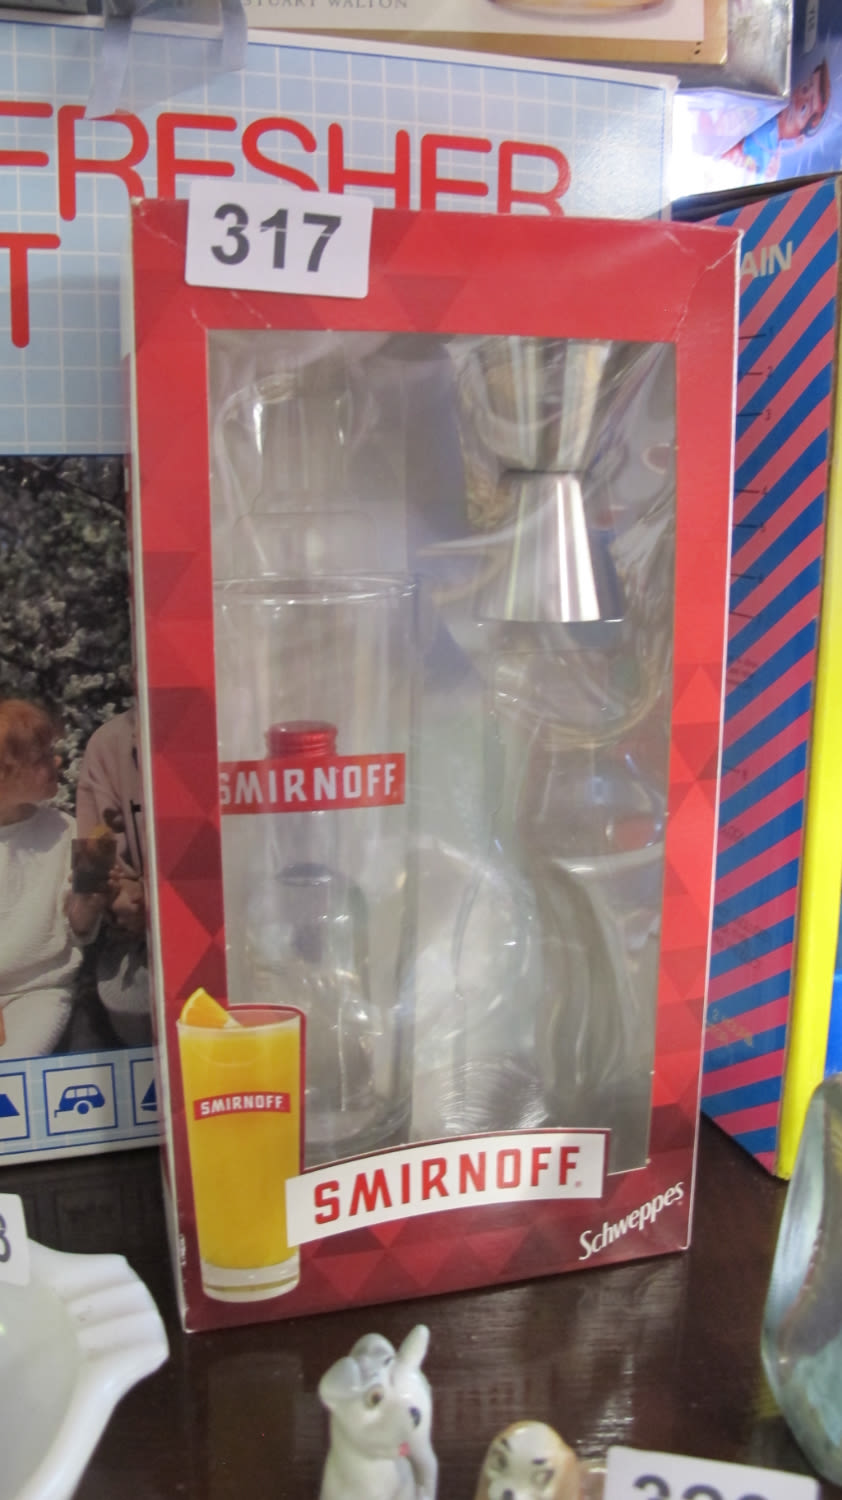 STUART WALTON
FRESHER
T
317
AIN
SMIRNOFF
SMIRNOFF
SMIRNOFF
Schweppes